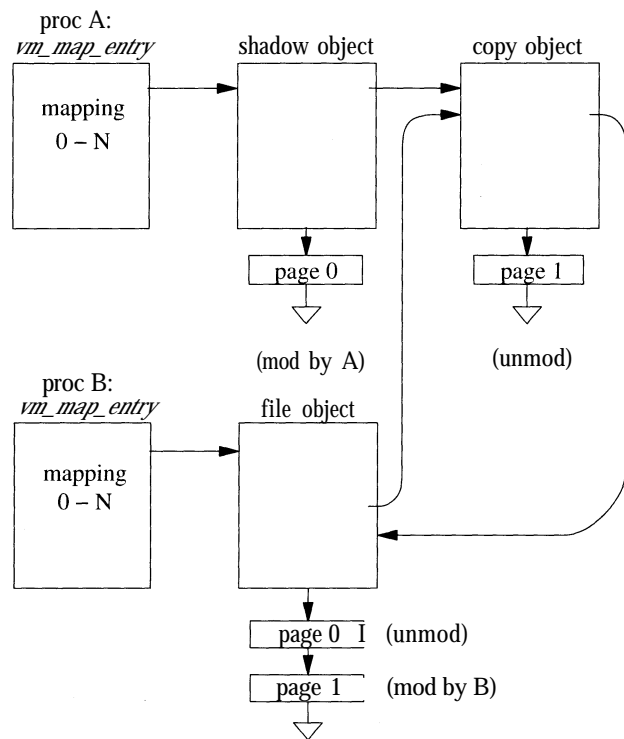 proc A:
vm_map_entry
shadow object
copy object
mapping
0 – N
page 0
page 1
(mod by A)
(unmod)
proc B:
vm_map_entry
file object
mapping
0 – N
page 0 I (unmod)
page 1 (mod by B)